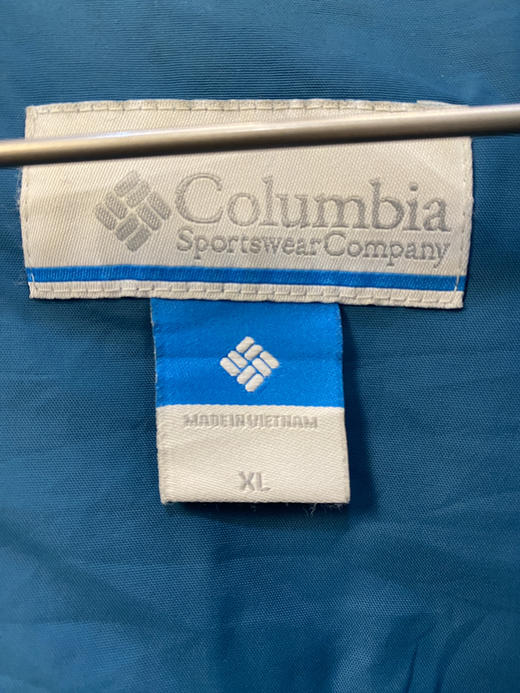 Columbia
Sportswear Company
MADE IN VIETNAM
XL